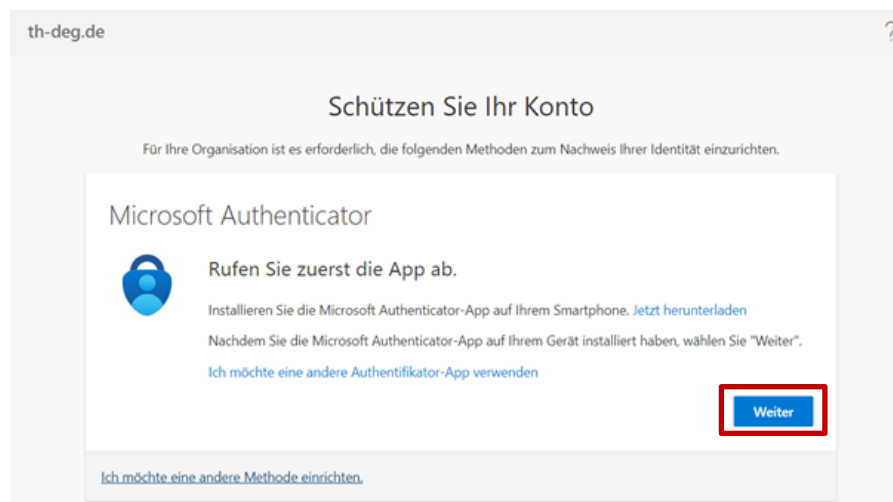 th-deg.de
?
Schützen Sie Ihr Konto
Für Ihre Organisation ist es erforderlich, die folgenden Methoden zum Nachweis Ihrer Identität einzurichten.
Microsoft Authenticator
Rufen Sie zuerst die App ab.
Installieren Sie die Microsoft Authenticator-App auf Ihrem Smartphone. Jetzt herunterladen
Nachdem Sie die Microsoft Authenticator-App auf Ihrem Gerät installiert haben, wählen Sie "Weiter".
Ich möchte eine andere Authentifikator-App verwenden
Weiter
Ich möchte eine andere Methode einrichten.